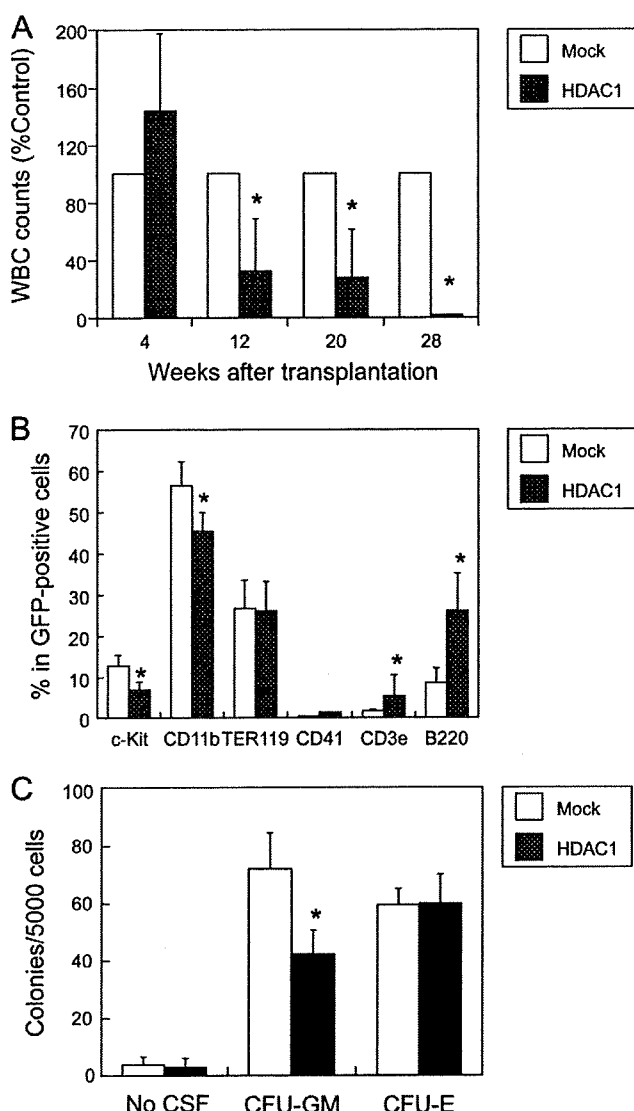 A
WBC counts (%Control)
200
160
120
80
40
0
*
*
*
4 12 20 28
Weeks after transplantation
Mock
HDAC1
B
% in GFP-positive cells
70
60
50
40
30
20
10
0
*
*
*
*
c-Kit CD11b TER119 CD41 CD3e B220
Mock
HDAC1
C
Colonies/5000 cells
100
80
60
40
20
0
*
No CSF CFU-GM CFU-E
Mock
HDAC1